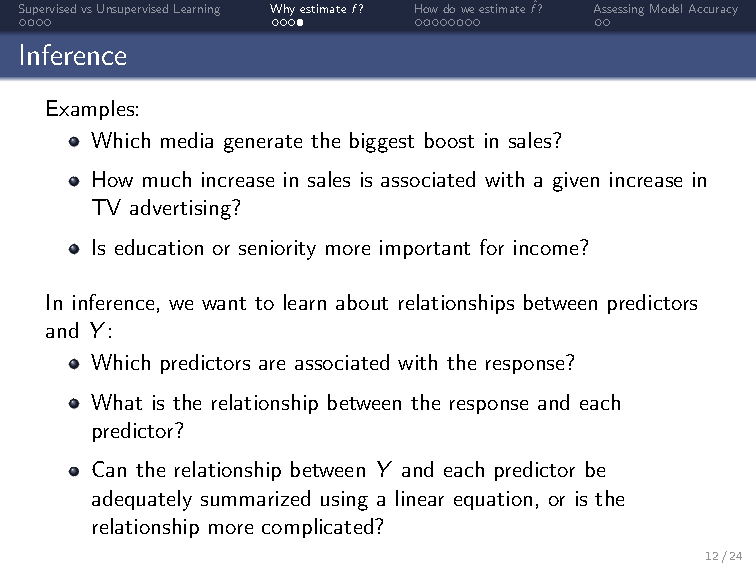 Supervised vs Unsupervised Learning Why estimate f? How do we estimate f̂? Assessing Model Accuracy
Inference
Examples:
Which media generate the biggest boost in sales?
How much increase in sales is associated with a given increase in
TV advertising?
Is education or seniority more important for income?
In inference, we want to learn about relationships between predictors
and Y:
Which predictors are associated with the response?
What is the relationship between the response and each
predictor?
Can the relationship between Y and each predictor be
adequately summarized using a linear equation, or is the
relationship more complicated?
12 / 24